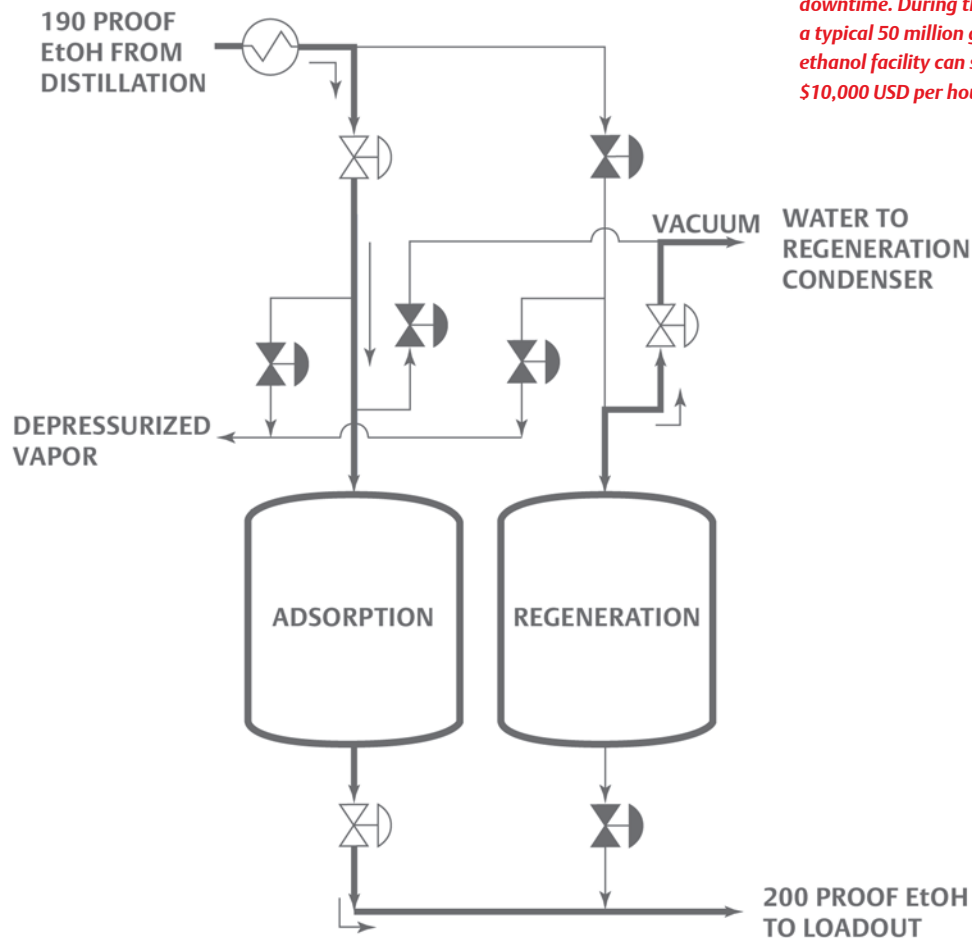 190 PROOF
EtOH FROM
DISTILLATION
downtime. During
a typical 50 million
ethanol facility can
$10,000 USD per
VACUUM
WATER TO
REGENERATION
CONDENSER
DEPRESSURIZED
VAPOR
ADSORPTION
REGENERATION
200 PROOF EtOH
TO LOADOUT